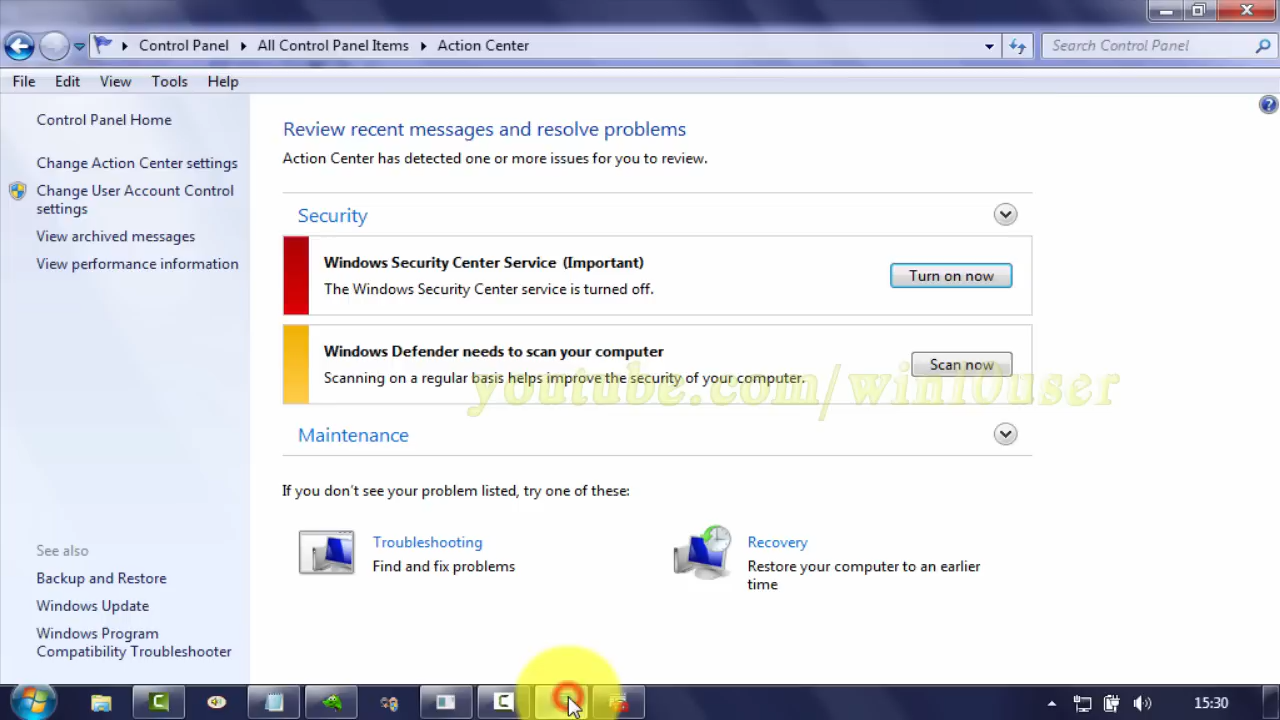 Control Panel
All Control Panel Items
Action Center
Search Control Panel
File Edit View Tools Help
Control Panel Home
Change Action Center settings
Change User Account Control
settings
View archived messages
View performance information
See also
Backup and Restore
Windows Update
Windows Program
Compatibility Troubleshooter
Review recent messages and resolve problems
Action Center has detected one or more issues for you to review.
Security
Windows Security Center Service (Important)
The Windows Security Center service is turned off.
Turn on now
Windows Defender needs to scan your computer
Scanning on a regular basis helps improve the security of your computer.
Scan now
youtube.com/win10user
Maintenance
If you don't see your problem listed, try one of these:
Troubleshooting
Find and fix problems
Recovery
Restore your computer to an earlier
time
15:30